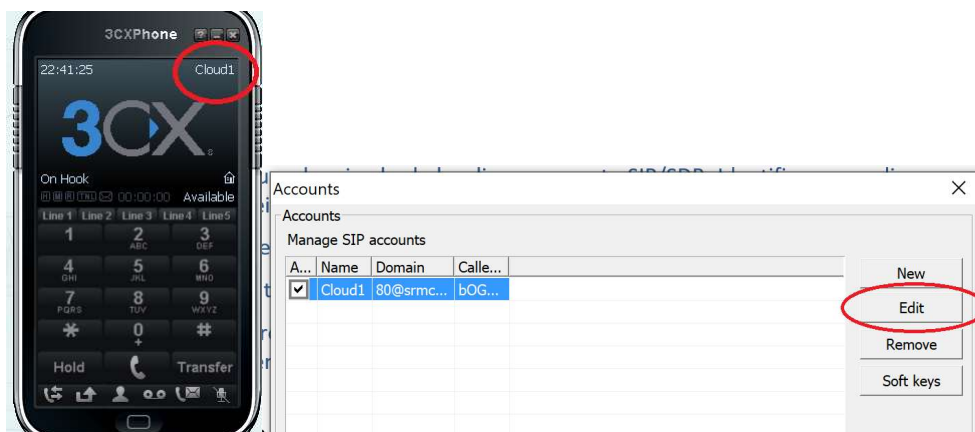 3CXPhone
22:41:25 Cloud1
3CX
On Hook
00:00:00 Available
Line 1 Line 2 Line 3 Line 4 Line5
1 2 3
ABC DEF
4 5 6
GHI JKL MNO
7 8 9
PQRS TUV WXYZ
* 0 #
+
Hold Transfer
Accounts
Accounts
Manage SIP accounts
A... Name Domain Calle...
Cloud1 80@srmc... bOG...
New
Edit
Remove
Soft keys